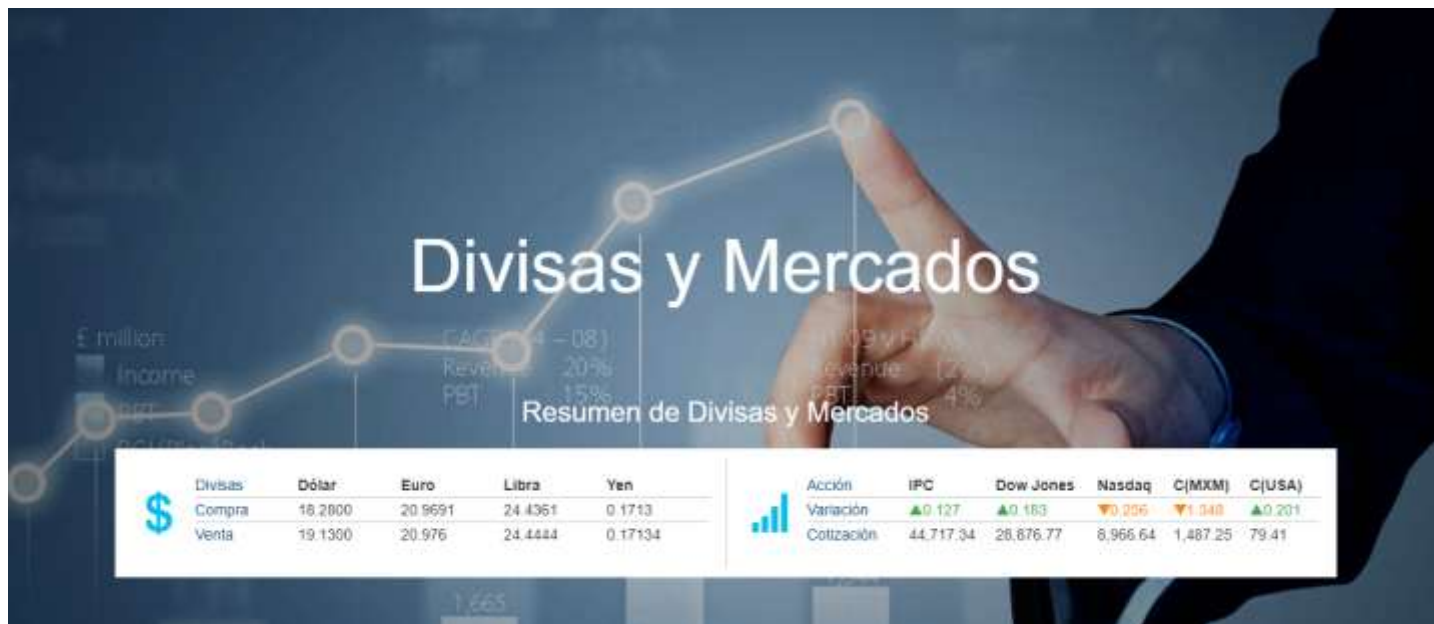 Divisas y Mercados
£ million
Income
Revenue 20%
PBT 15%
4%
Resumen de Divisas y Mercados
$ Divisas Dólar Euro Libra Yen
Compra 18.2800 20.9691 24.4361 0.1713
Venta 19.1300 20.976 24.4444 0.17134
Acción IPC Dow Jones Nasdaq C(MXM) C(USA)
Variación ▲0.127 ▲0.183 ▼0.256 ▼1.348 ▲0.201
Cotización 44,717.34 28,876.77 8,966.64 1,487.25 79.41
1,665